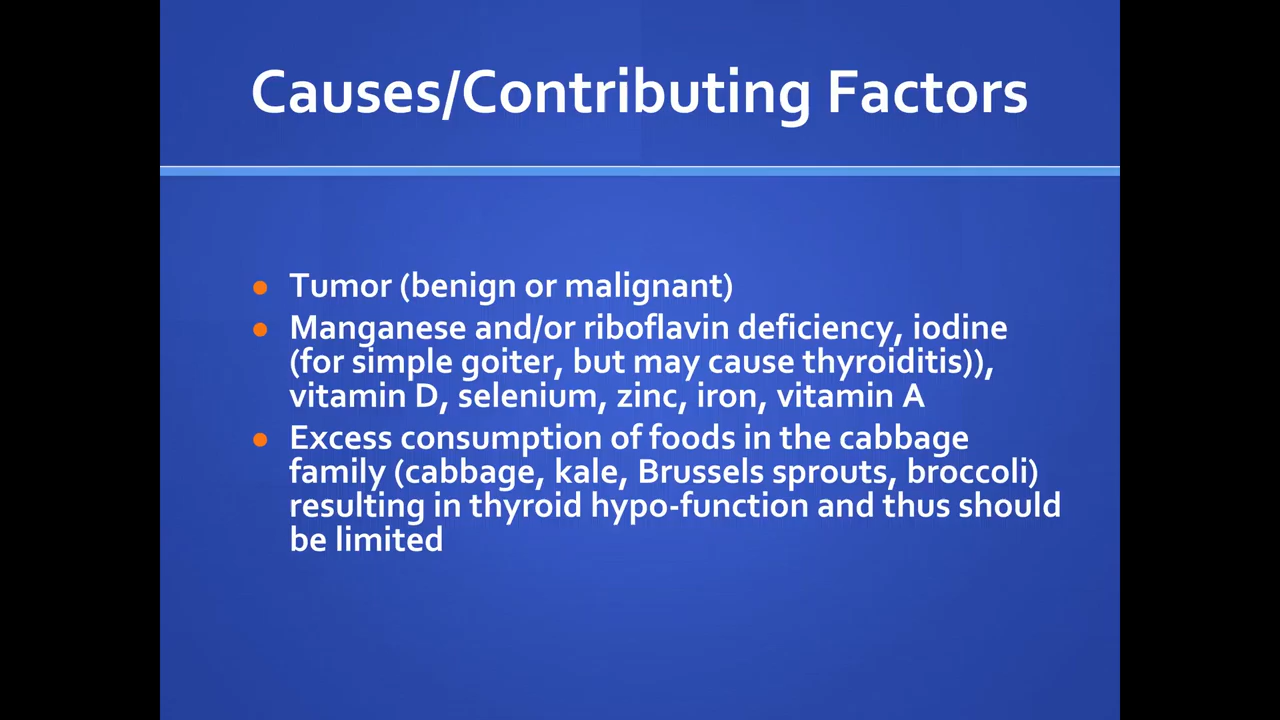 Causes/Contributing Factors
Tumor (benign or malignant)
Manganese and/or riboflavin deficiency, iodine
(for simple goiter, but may cause thyroiditis)),
vitamin D, selenium, zinc, iron, vitamin A
Excess consumption of foods in the cabbage
family (cabbage, kale, Brussels sprouts, broccoli)
resulting in thyroid hypo-function and thus should
be limited